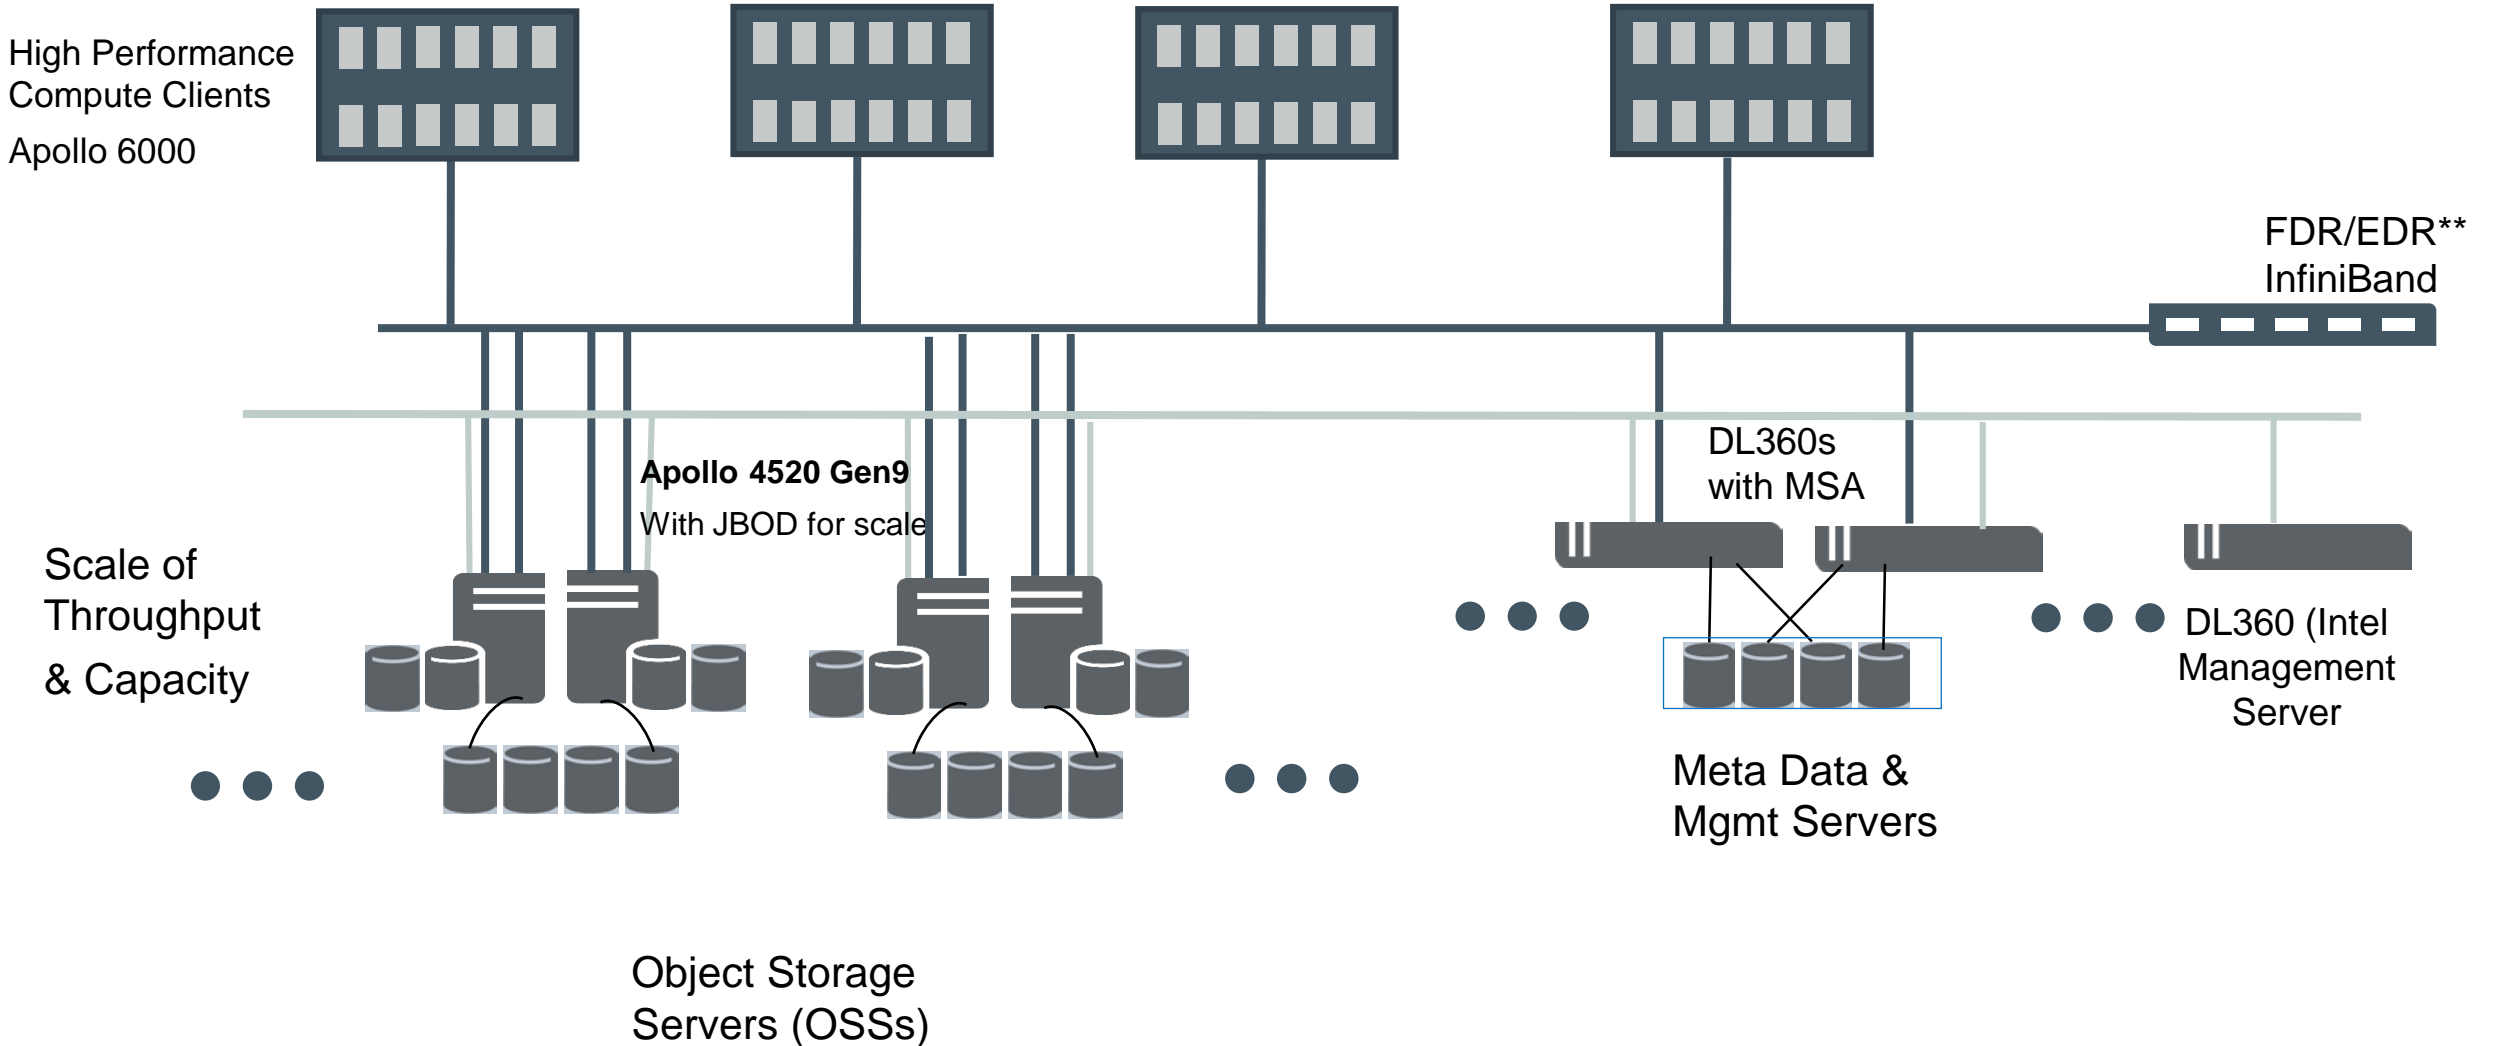 High Performance
Compute Clients
Apollo 6000
FDR/EDR**
InfiniBand
Apollo 4520 Gen9
With JBOD for scale
DL360s
with MSA
Scale of
Throughput
& Capacity
DL360 (Intel
Management
Server
Meta Data &
Mgmt Servers
Object Storage
Servers (OSSs)